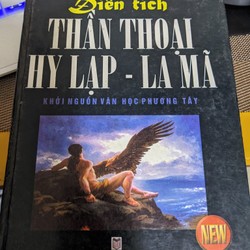 Điển tích
THẦN THOẠI
HY LẠP - LA MÃ
KHỞI NGUỒN VĂN HỌC PHƯƠNG TÂY
NEW